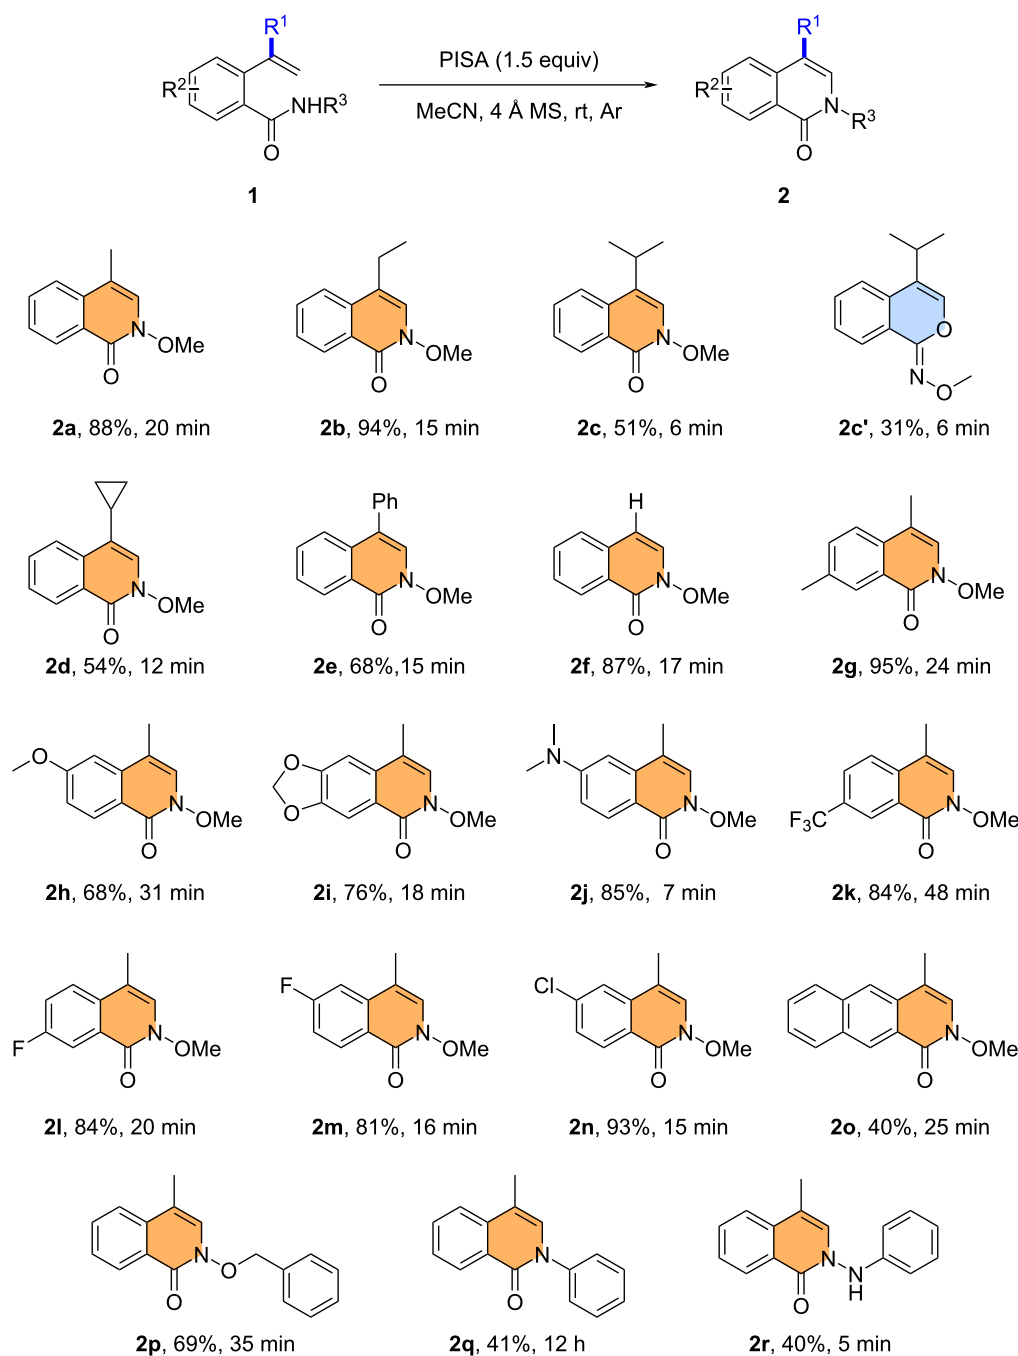 R¹
R²
NHR³
O
1
PISA (1.5 equiv)
MeCN, 4 Å MS, rt, Ar
R¹
R²
N
R³
O
2
N
OMe
O
2a, 88%, 20 min
N
OMe
O
2b, 94%, 15 min
N
OMe
O
2c, 51%, 6 min
O
N
O
2c', 31%, 6 min
N
OMe
O
2d, 54%, 12 min
Ph
N
OMe
O
2e, 68%,15 min
H
N
OMe
O
2f, 87%, 17 min
N
OMe
O
2g, 95%, 24 min
O
N
OMe
O
2h, 68%, 31 min
O
O
N
OMe
O
2i, 76%, 18 min
N
N
OMe
O
2j, 85%, 7 min
F₃C
N
OMe
O
2k, 84%, 48 min
F
N
OMe
O
2l, 84%, 20 min
F
N
OMe
O
2m, 81%, 16 min
Cl
N
OMe
O
2n, 93%, 15 min
N
OMe
O
2o, 40%, 25 min
N
O
O
2p, 69%, 35 min
N
O
2q, 41%, 12 h
N
N
H
O
2r, 40%, 5 min